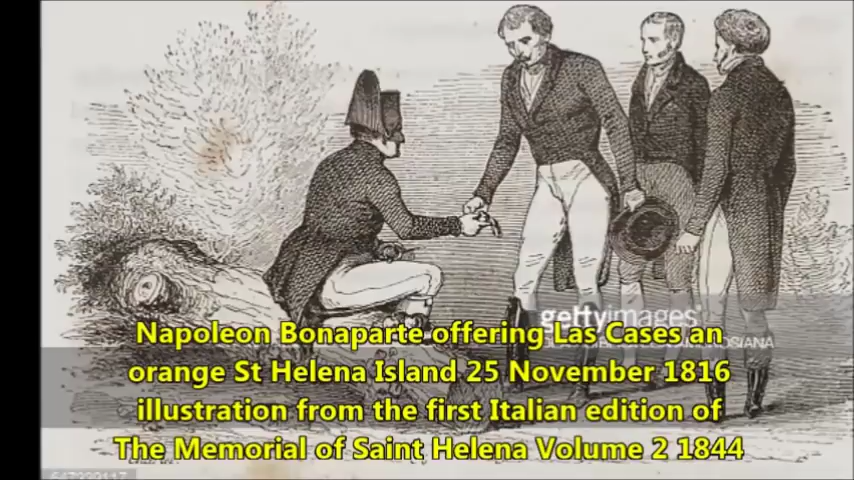 gettyimages
Napoleon Bonaparte offering Las Cases an
orange St Helena Island 25 November 1816
illustration from the first Italian edition of
The Memorial of Saint Helena Volume 2 1844